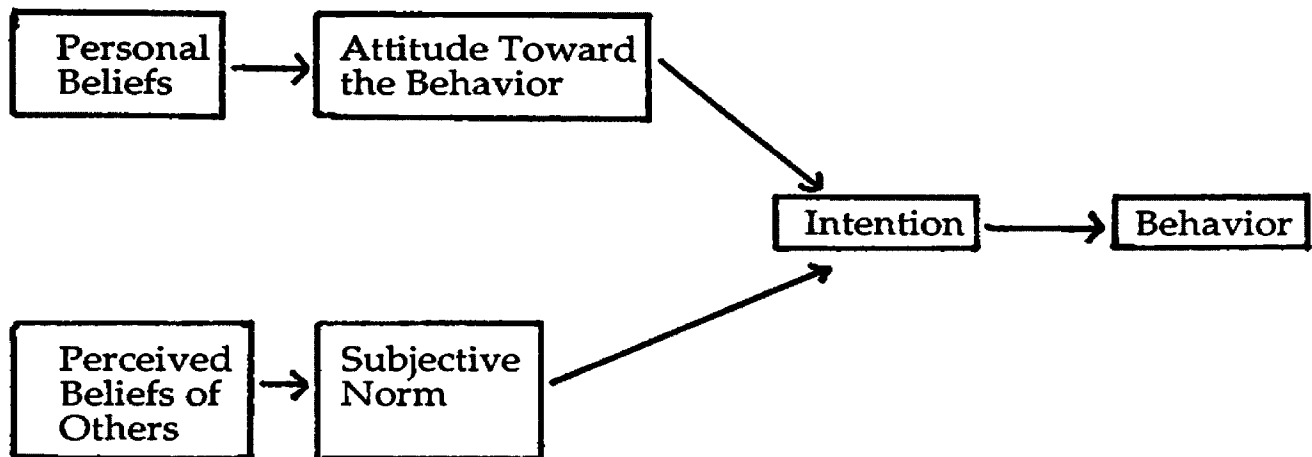 Personal
Beliefs
Attitude Toward
the Behavior
Intention
Behavior
Perceived
Beliefs of
Others
Subjective
Norm